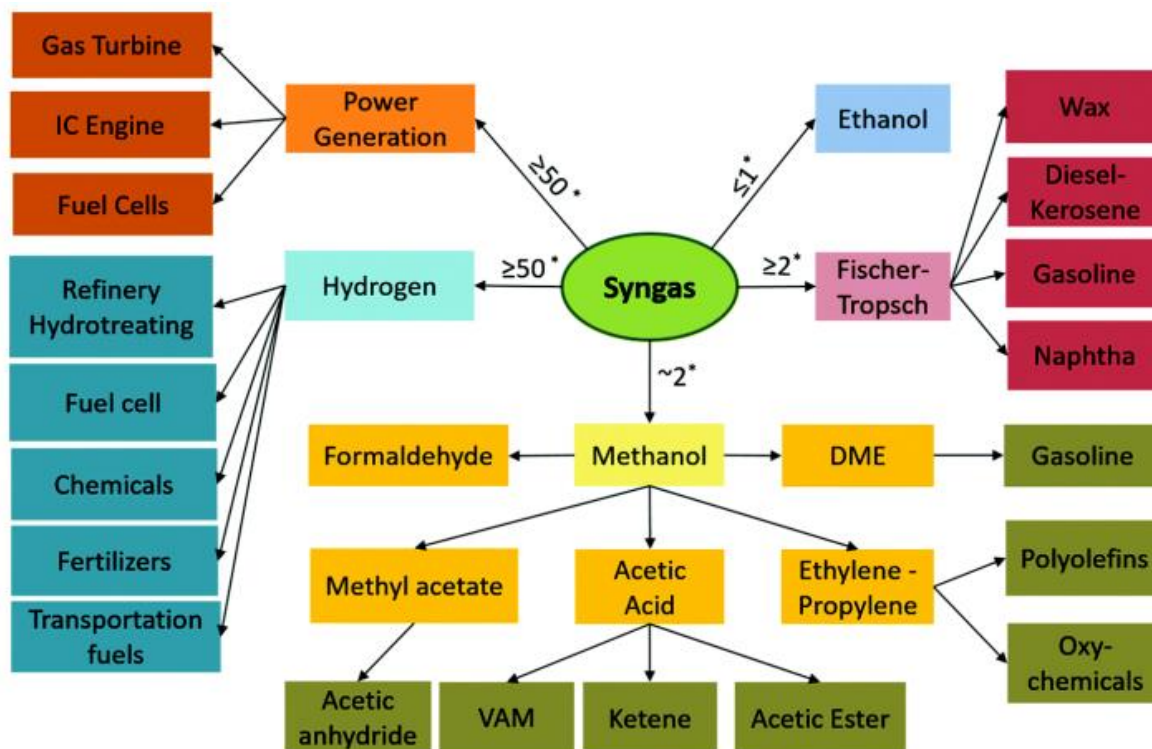 Gas Turbine
IC Engine
Fuel Cells
Power
Generation
≥50*
≤1*
Ethanol
Wax
Diesel-
Kerosene
Gasoline
Naphtha
Refinery
Hydrotreating
Fuel cell
Chemicals
Fertilizers
Transportation
fuels
Hydrogen
≥50*
Syngas
≥2*
Fischer-
Tropsch
~2*
Formaldehyde
Methanol
DME
Gasoline
Methyl acetate
Acetic
Acid
Ethylene -
Propylene
Polyolefins
Oxy-
chemicals
Acetic
anhydride
VAM
Ketene
Acetic Ester